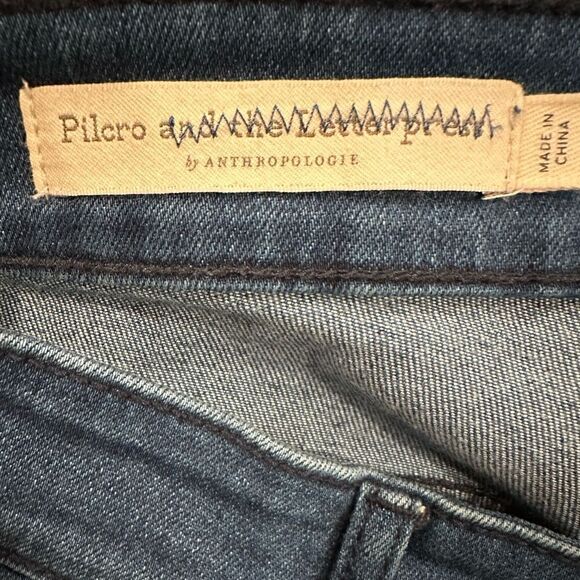 Pilcro and the Letterpress
by ANTHROPOLOGIE
MADE IN
CHINA